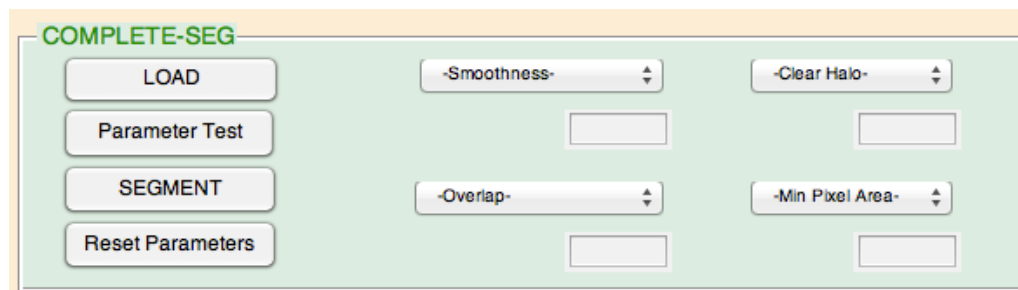 COMPLETE-SEG
LOAD
-Smoothness-
-Clear Halo-
Parameter Test
SEGMENT
-Overlap-
-Min Pixel Area-
Reset Parameters